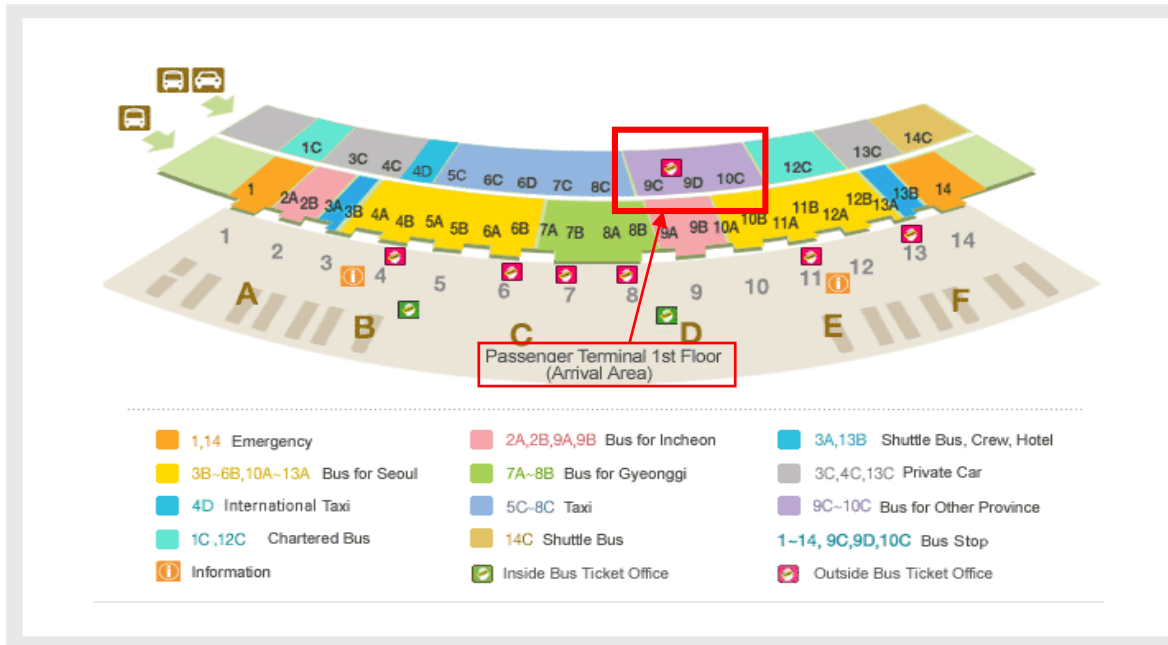 1C
3C
4C
4D
5C
6C
6D
7C
8C
9C
9D
10C
12C
13C
14C
1
2A
2B
3A
3B
4A
4B
5A
5B
6A
6B
7A
7B
8A
8B
9A
9B
10A
10B
11A
11B
12A
12B
13A
13B
14
1
2
3
4
5
6
7
8
9
10
11
12
13
14
A
B
C
D
E
F
Passenger Terminal 1st Floor
(Arrival Area)
1,14 Emergency
2A,2B,9A,9B Bus for Incheon
3A,13B Shuttle Bus, Crew, Hotel
3B~6B,10A~13A Bus for Seoul
7A~8B Bus for Gyeonggi
3C,4C,13C Private Car
4D International Taxi
5C~8C Taxi
9C~10C Bus for Other Province
1C ,12C Chartered Bus
14C Shuttle Bus
1~14, 9C,9D,10C Bus Stop
Information
Inside Bus Ticket Office
Outside Bus Ticket Office